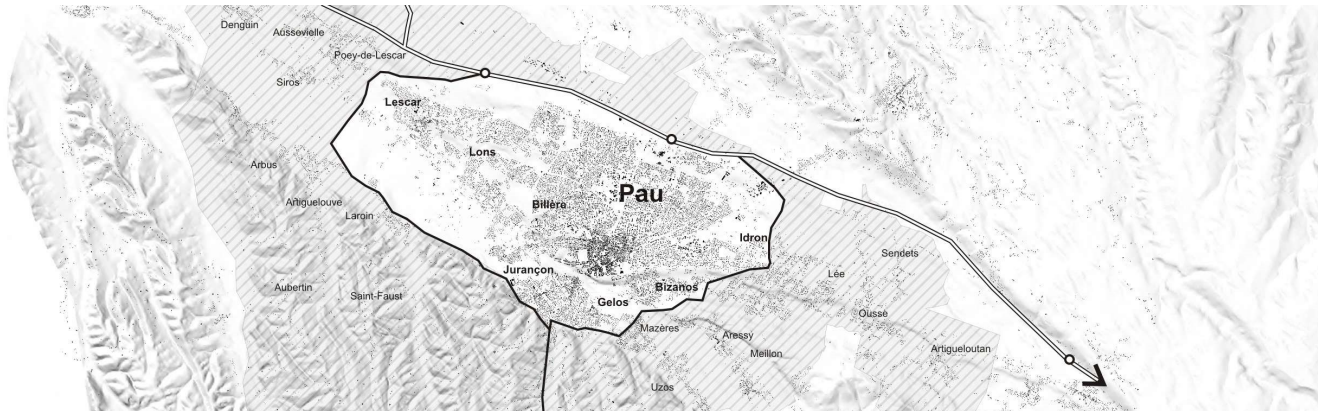 Denguin
Aussevielle
Poey-de-Lescar
Siros
Lescar
Lons
Arbus
Pau
Artiguelouve
Billère
Laroin
Idron
Sendets
Jurançon
Lée
Aubertin
Saint-Faust
Bizanos
Gelos
Ousse
Mazères
Aressy
Meillon
Artigueloutan
Uzos